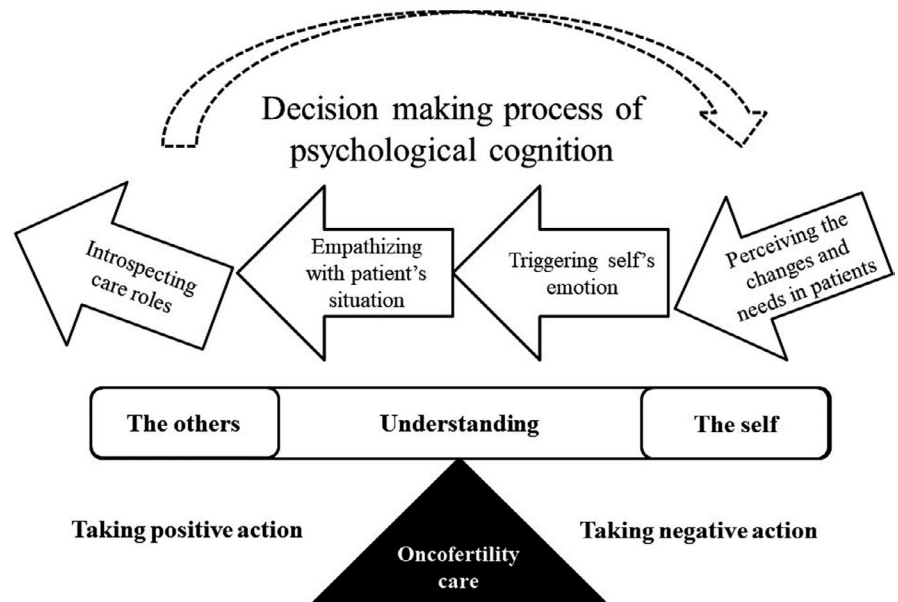 Decision making process of
psychological cognition
Introspecting
care roles
Empathizing
with patient's
situation
Triggering self's
emotion
Perceiving the
changes and
needs in patients
The others
Understanding
The self
Taking positive action
Taking negative action
Oncofertility
care